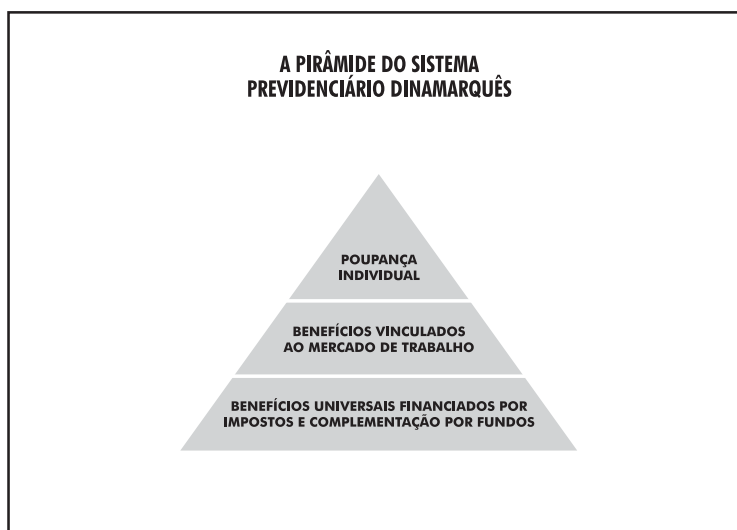 A PIRÂMIDE DO SISTEMA
PREVIDENCIÁRIO DINAMARQUÊS
POUPANÇA
INDIVIDUAL
BENEFÍCIOS VINCULADOS
AO MERCADO DE TRABALHO
BENEFÍCIOS UNIVERSAIS FINANCIADOS POR
IMPOSTOS E COMPLEMENTAÇÃO POR FUNDOS